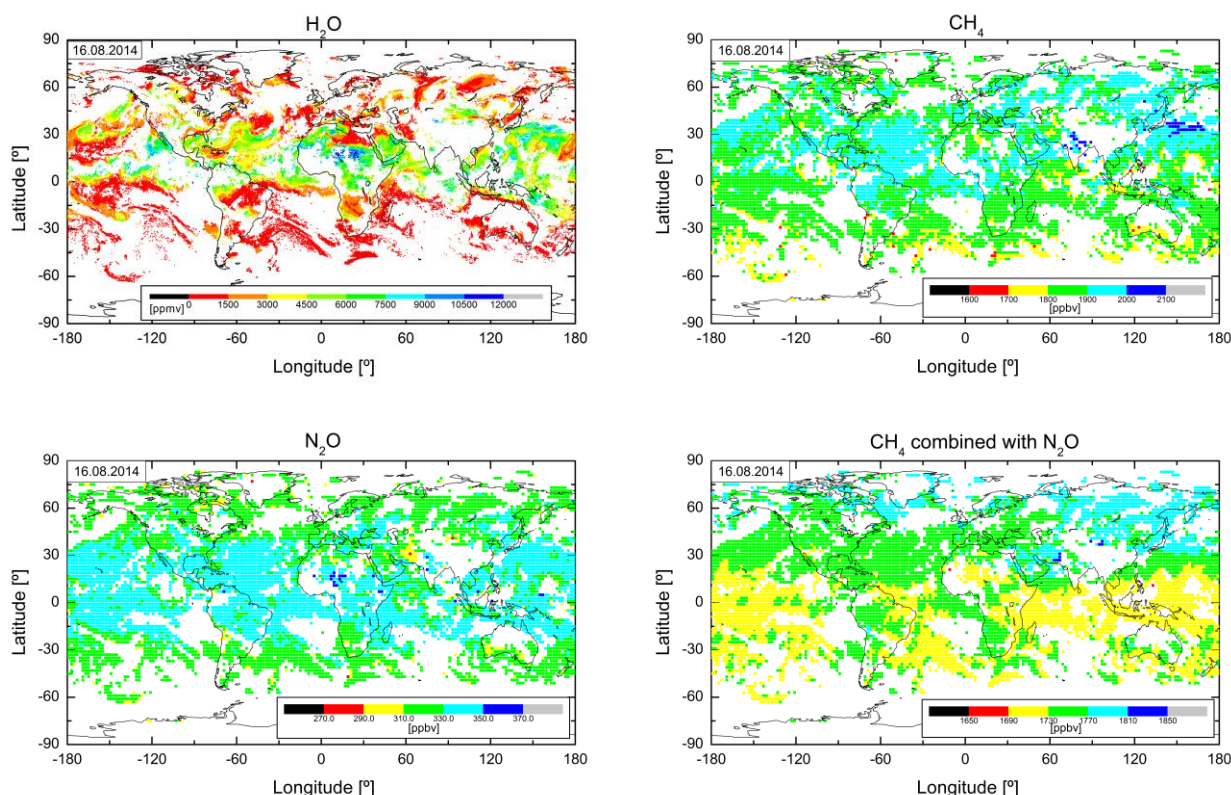 H₂O
16.08.2014
90
60
30
0
-30
-60
-90
Latitude [º]
[ppmv] 0 1500 3000 4500 6000 7500 9000 10500 12000
-180 -120 -60 0 60 120 180
Longitude [º]
CH₄
16.08.2014
90
60
30
0
-30
-60
-90
Latitude [º]
1600 1700 1800 1900 2000 2100
[ppbv]
-180 -120 -60 0 60 120 180
Longitude [º]
N₂O
16.08.2014
90
60
30
0
-30
-60
-90
Latitude [º]
270.0 290.0 310.0 330.0 350.0 370.0
[ppbv]
-180 -120 -60 0 60 120 180
Longitude [º]
CH₄ combined with N₂O
16.08.2014
90
60
30
0
-30
-60
-90
Latitude [º]
1650 1690 1730 1770 1810 1850
[ppbv]
-180 -120 -60 0 60 120 180
Longitude [º]